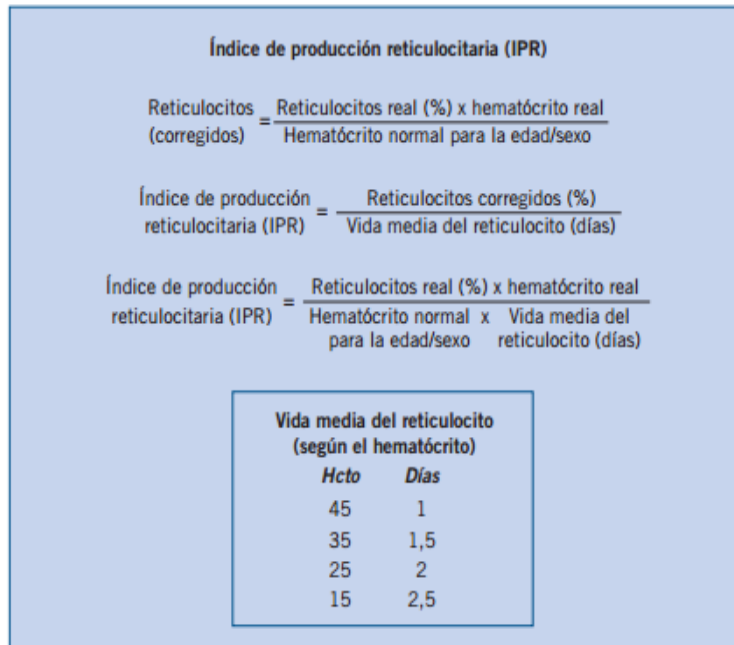 Índice de producción reticulocitaria (IPR)
Reticulocitos (corregidos) = Reticulocitos real (%) x hematócrito real / Hematócrito normal para la edad/sexo
Índice de producción reticulocitaria (IPR) = Reticulocitos corregidos (%) / Vida media del reticulocito (días)
Índice de producción reticulocitaria (IPR) = Reticulocitos real (%) x hematócrito real / Hematócrito normal para la edad/sexo x Vida media del reticulocito (días)
Vida media del reticulocito
(según el hematócrito)
Hcto Días
45 1
35 1,5
25 2
15 2,5